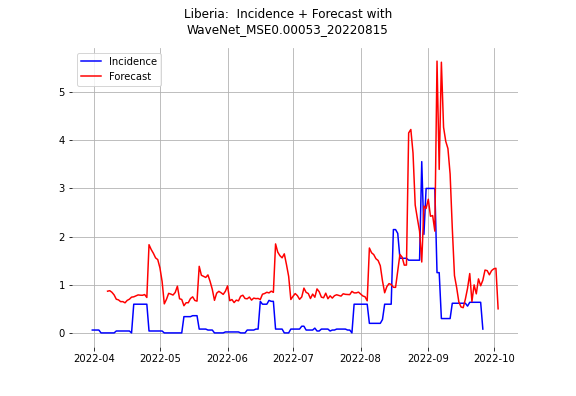 Liberia:  Incidence + Forecast with
WaveNet_MSE0.00053_20220815
Incidence
Forecast
5
4
3
2
1
0
2022-04 2022-05 2022-06 2022-07 2022-08 2022-09 2022-10